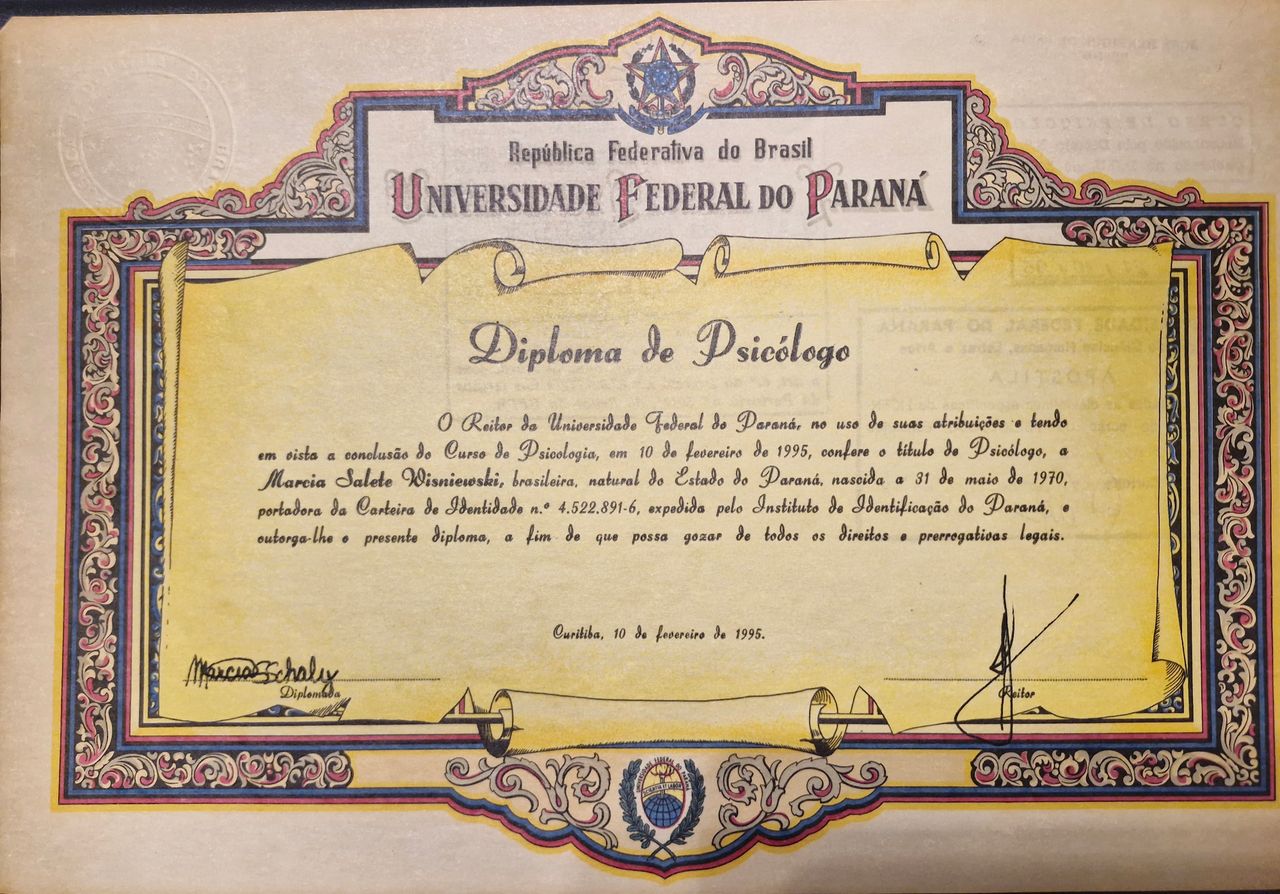 República Federativa do Brasil
UNIVERSIDADE FEDERAL DO PARANÁ
Diploma de Psicólogo
O Reitor da Universidade Federal do Paraná, no uso de suas atribuições e tendo
em vista a conclusão do Curso de Psicologia, em 10 de fevereiro de 1995, confere o título de Psicólogo, a
Marcia Salete Wisniewski, brasileira, natural do Estado do Paraná, nascida a 31 de maio de 1970,
portadora da Carteira de Identidade n.º 4.522.891-6, expedida pelo Instituto de Identificação do Paraná, e
outorga-lhe o presente diploma, a fim de que possa gozar de todos os direitos e prerrogativas legais.
Curitiba, 10 de fevereiro de 1995.
Diplomada
Reitor
UNIVERSIDADE FEDERAL DO PARANÁ